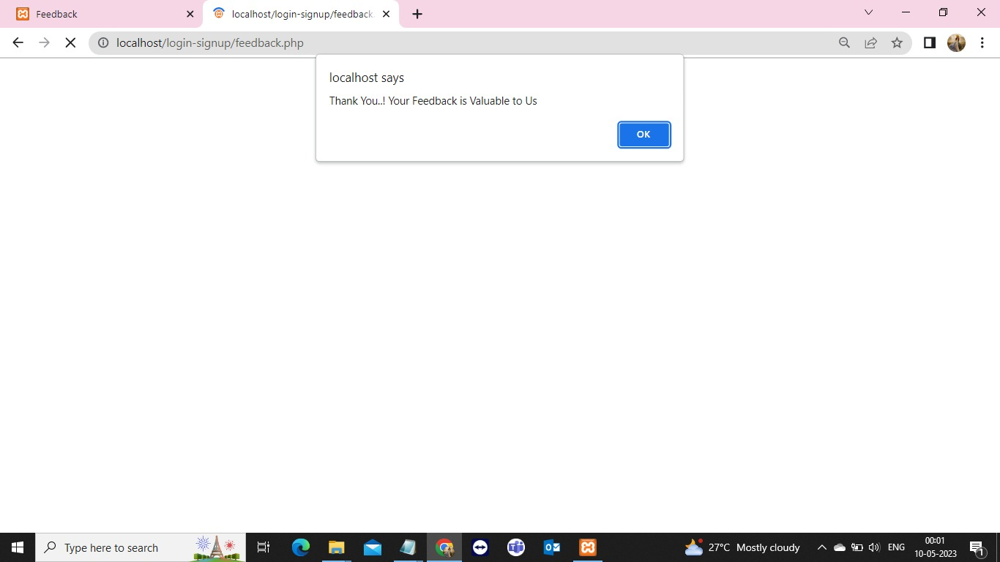 Feedback
localhost/login-signup/feedback.
localhost/login-signup/feedback.php
localhost says
Thank You..! Your Feedback is Valuable to Us
OK
Type here to search
27°C Mostly cloudy
ENG
00:01
10-05-2023
1